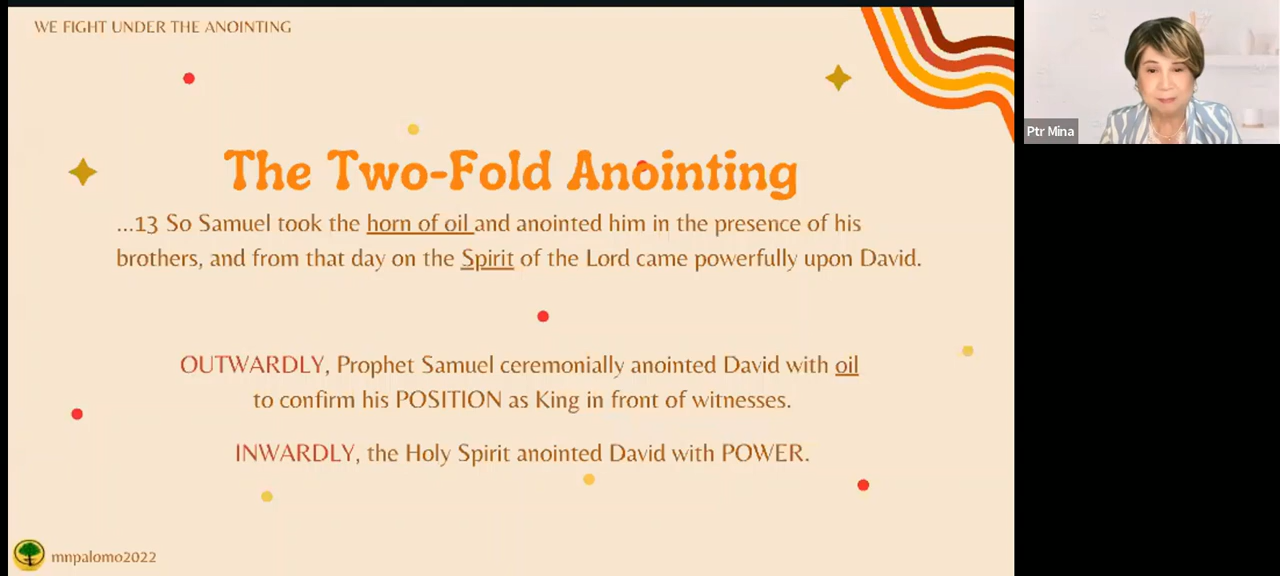 WE FIGHT UNDER THE ANOINTING
Ptr Mina
The Two-Fold Anointing
...13 So Samuel took the horn of oil and anointed him in the presence of his
brothers, and from that day on the Spirit of the Lord came powerfully upon David.
OUTWARDLY, Prophet Samuel ceremonially anointed David with oil
to confirm his POSITION as King in front of witnesses.
INWARDLY, the Holy Spirit anointed David with POWER.
mnpalomo2022